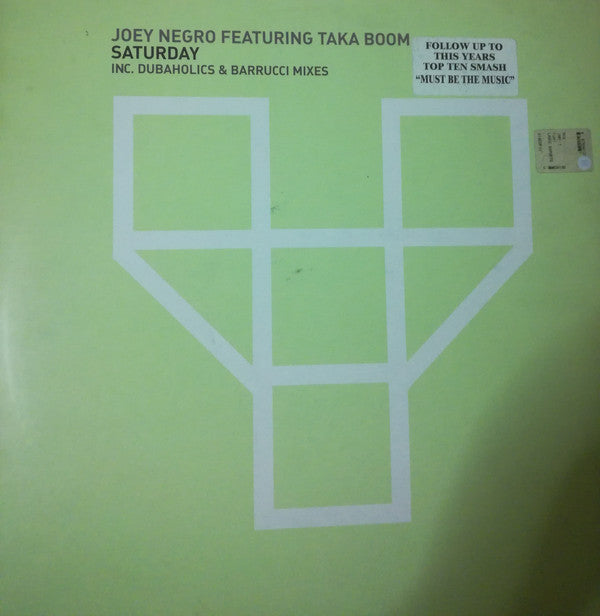 JOEY NEGRO FEATURING TAKA BOOM
SATURDAY
INC. DUBAHOLICS & BARRUCCI MIXES
FOLLOW UP TO
THIS YEARS
TOP TEN SMASH
“MUST BE THE MUSIC”